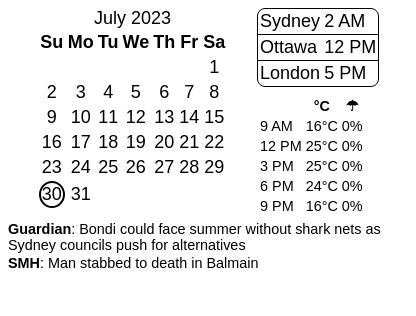 July 2023
Su Mo Tu We Th Fr Sa
1
2 3 4 5 6 7 8
9 10 11 12 13 14 15
16 17 18 19 20 21 22
23 24 25 26 27 28 29
30 31
Sydney 2 AM
Ottawa 12 PM
London 5 PM
°C ☂
9 AM 16°C 0%
12 PM 25°C 0%
3 PM 25°C 0%
6 PM 24°C 0%
9 PM 16°C 0%
Guardian: Bondi could face summer without shark nets as
Sydney councils push for alternatives
SMH: Man stabbed to death in Balmain